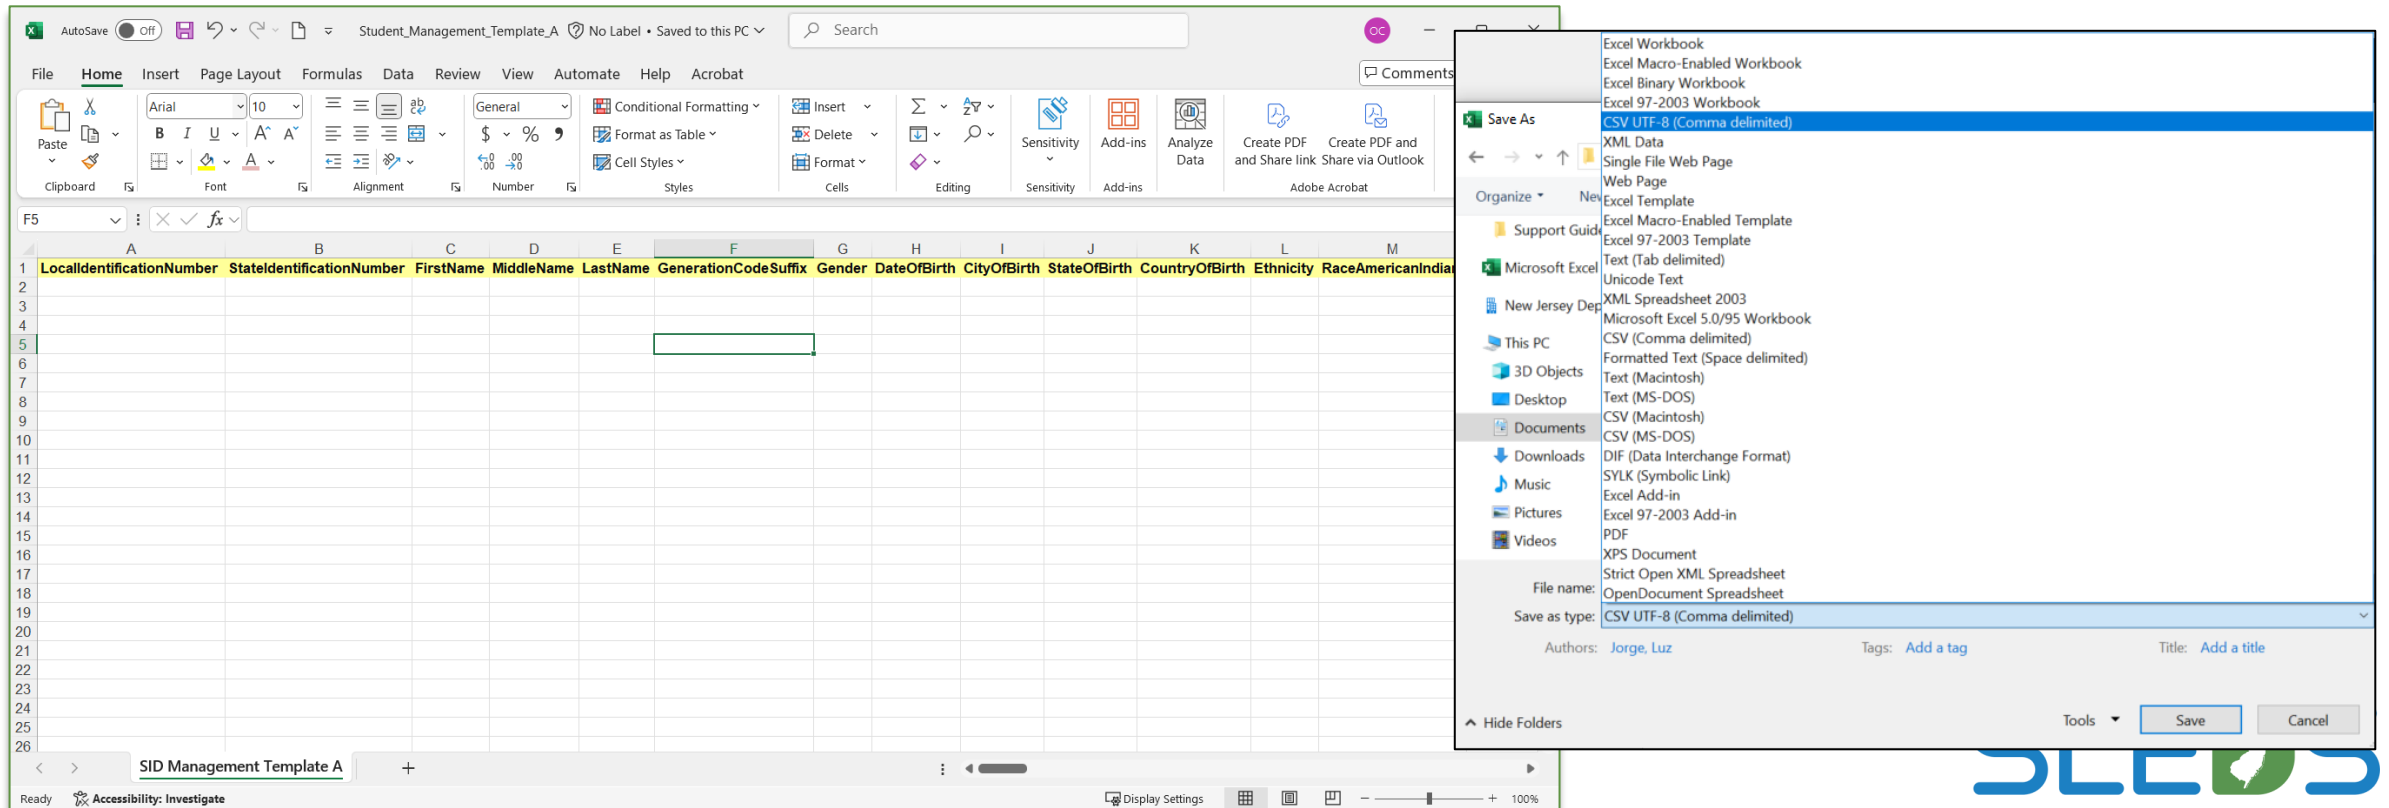 AutoSave Off Student_Management_Template_A No Label • Saved to this PC Search OC
File Home Insert Page Layout Formulas Data Review View Automate Help Acrobat Comments
Paste
Clipboard
Arial 10
B I U A A
A
Font
ab
Alignment
General
$ % 9
.00
Number
Conditional Formatting
Format as Table
Cell Styles
Styles
Insert
Delete
Format
Cells
Editing
Sensitivity
Sensitivity
Add-ins
Add-ins
Analyze
Data
Create PDF
and Share link
Create PDF and
Share via Outlook
Adobe Acrobat
F5 fx
A B C D E F G H I J K L M
1 LocalIdentificationNumber StateIdentificationNumber FirstName MiddleName LastName GenerationCodeSuffix Gender DateOfBirth CityOfBirth StateOfBirth CountryOfBirth Ethnicity RaceAmericanIndian
2
3
4
5
6
7
8
9
10
11
12
13
14
15
16
17
18
19
20
21
22
23
24
25
26
SID Management Template A
Ready Accessibility: Investigate Display Settings 100%
Save As
Organize
Support Guide
Microsoft Excel
New Jersey Dep
This PC
3D Objects
Desktop
Documents
Downloads
Music
Pictures
Videos
Excel Workbook
Excel Macro-Enabled Workbook
Excel Binary Workbook
Excel 97-2003 Workbook
CSV UTF-8 (Comma delimited)
XML Data
Single File Web Page
Web Page
Excel Template
Excel Macro-Enabled Template
Excel 97-2003 Template
Text (Tab delimited)
Unicode Text
XML Spreadsheet 2003
Microsoft Excel 5.0/95 Workbook
CSV (Comma delimited)
Formatted Text (Space delimited)
Text (Macintosh)
Text (MS-DOS)
CSV (Macintosh)
CSV (MS-DOS)
DIF (Data Interchange Format)
SYLK (Symbolic Link)
Excel Add-in
Excel 97-2003 Add-in
PDF
XPS Document
Strict Open XML Spreadsheet
OpenDocument Spreadsheet
File name:
Save as type: CSV UTF-8 (Comma delimited)
Authors: Jorge, Luz Tags: Add a tag Title: Add a title
Hide Folders Tools Save Cancel
SLEDS